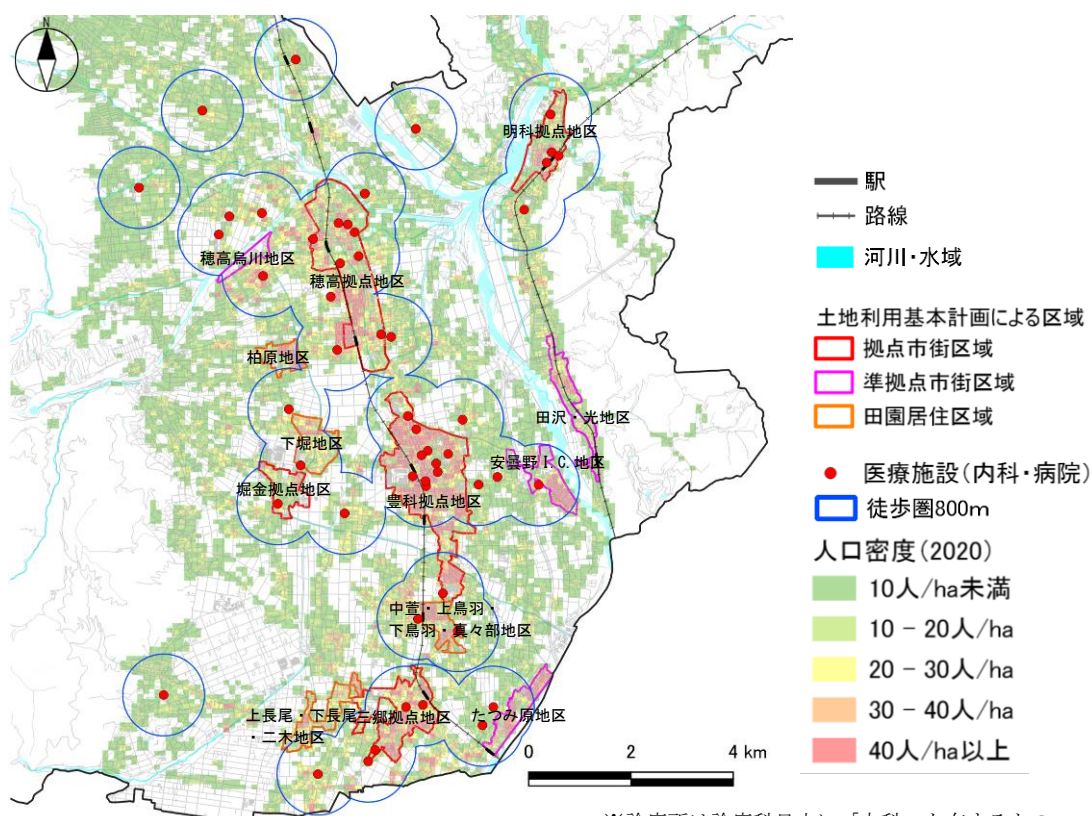 N
明科拠点地区
穂高烏川地区
穂高拠点地区
柏原地区
田沢・光地区
下堀地区
安曇野I.C.地区
堀金拠点地区
豊科拠点地区
中萱・上鳥羽・
下鳥羽・真々部地区
上長尾・下長尾
・二木地区
三郷拠点地区
たつみ原地区
0 2 4 km
駅
路線
河川・水域
土地利用基本計画による区域
拠点市街区域
準拠点市街区域
田園居住区域
医療施設(内科・病院)
徒歩圏800m
人口密度(2020)
10人/ha未満
10 - 20人/ha
20 - 30人/ha
30 - 40人/ha
40人/ha以上